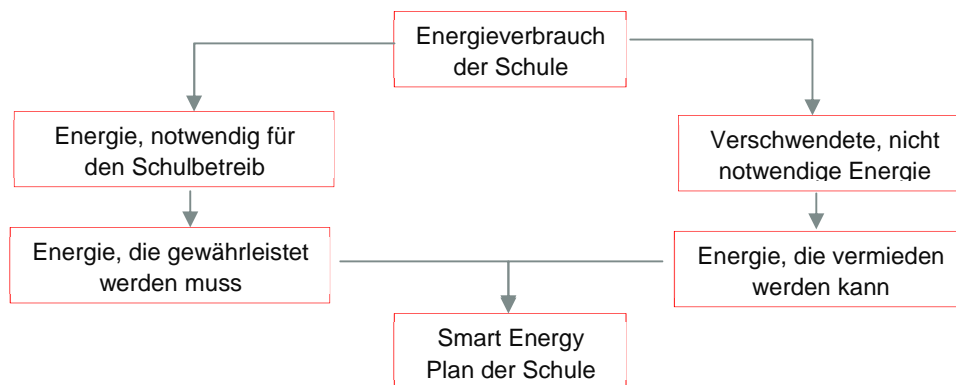 Energieverbrauch
der Schule
Energie, notwendig für
den Schulbetreib
Verschwendete, nicht
notwendige Energie
Energie, die gewährleistet
werden muss
Energie, die vermieden
werden kann
Smart Energy
Plan der Schule